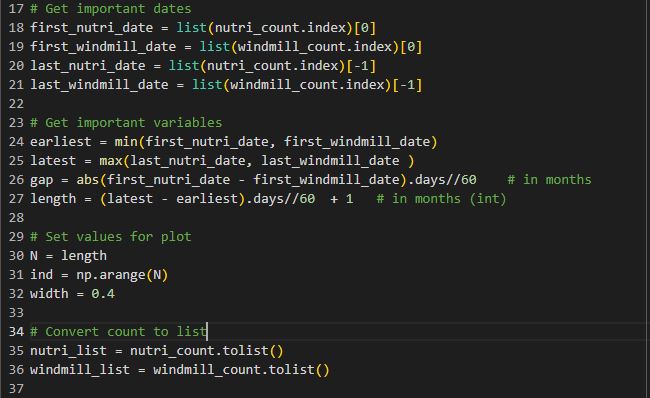 17 # Get important dates
18 first_nutri_date = list(nutri_count.index)[0]
19 first_windmill_date = list(windmill_count.index)[0]
20 last_nutri_date = list(nutri_count.index)[-1]
21 last_windmill_date = list(windmill_count.index)[-1]
22
23 # Get important variables
24 earliest = min(first_nutri_date, first_windmill_date)
25 latest = max(last_nutri_date, last_windmill_date )
26 gap = abs(first_nutri_date - first_windmill_date).days//60    # in months
27 length = (latest - earliest).days//60  + 1   # in months (int)
28
29 # Set values for plot
30 N = length
31 ind = np.arange(N)
32 width = 0.4
33
34 # Convert count to list
35 nutri_list = nutri_count.tolist()
36 windmill_list = windmill_count.tolist()
37